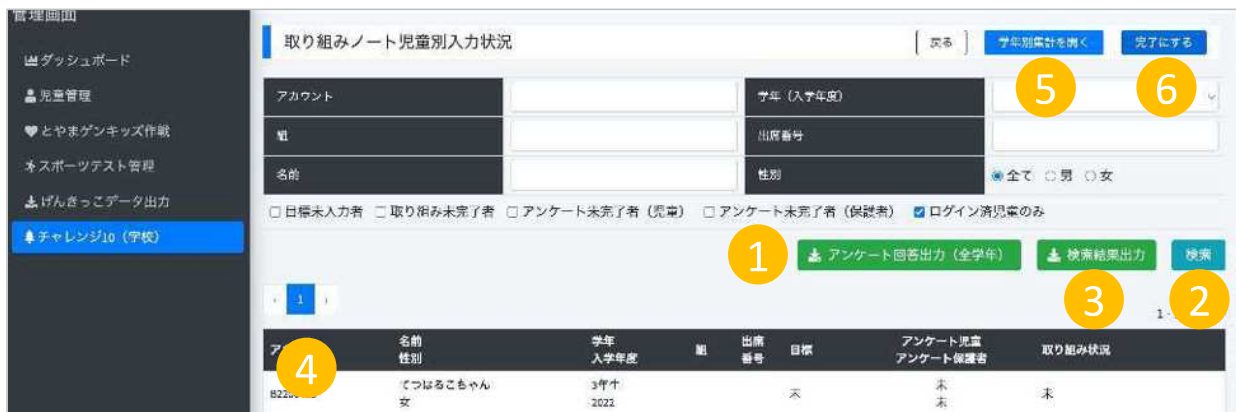 管理画面
ダッシュボード
児童管理
とやまゲンキッズ作戦
スポーツテスト管理
げんきっこデータ出力
チャレンジ10(学校)
取り組みノート児童別入力状況
戻る
学年別集計を開く
完了にする
5
6
アカウント
学年(入学年度)
組
出席番号
名前
性別
全て 男 女
目標未入力者 取り組み未完了者 アンケート未完了者(児童) アンケート未完了者(保護者) ログイン済児童のみ
1
アンケート回答出力(全学年)
検索結果出力
検索
3
2
1
名前
性別
学年
入学年度
組
出席
番号
目標
アンケート児童
アンケート保護者
取り組み状況
4
てつはるこちゃん
女
3年生
2022
未
未
未
未